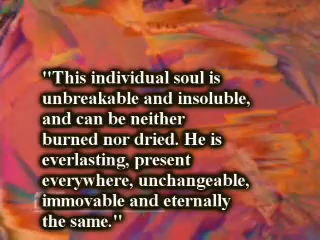 "This individual soul is
unbreakable and insoluble,
and can be neither
burned nor dried. He is
everlasting, present
everywhere, unchangeable,
immovable and eternally
the same."